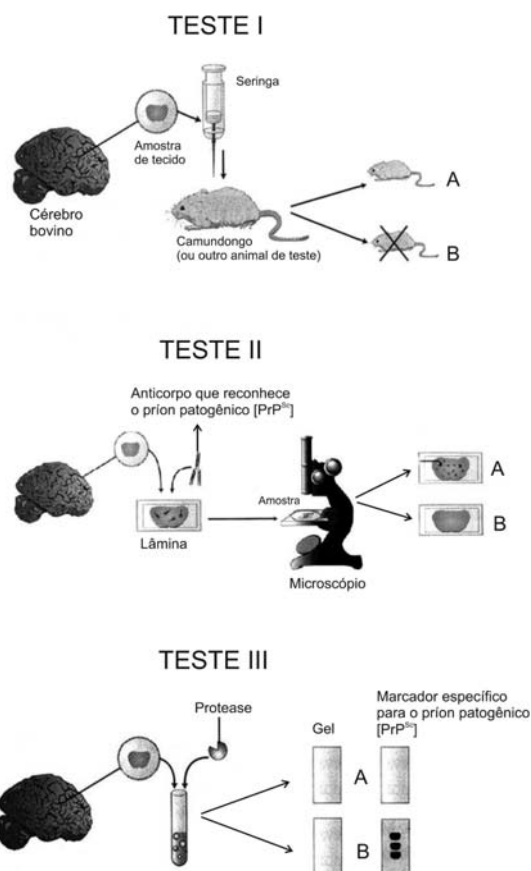 TESTE I
Seringa
Amostra
de tecido
Cérebro
bovino
Camundongo
(ou outro animal de teste)
A
B
TESTE II
Anticorpo que reconhece
o príon patogênico [PrPSc]
Lâmina
Amostra
Microscópio
A
B
TESTE III
Protease
Gel
Marcador específico
para o príon patogênico
[PrPSc]
A
B